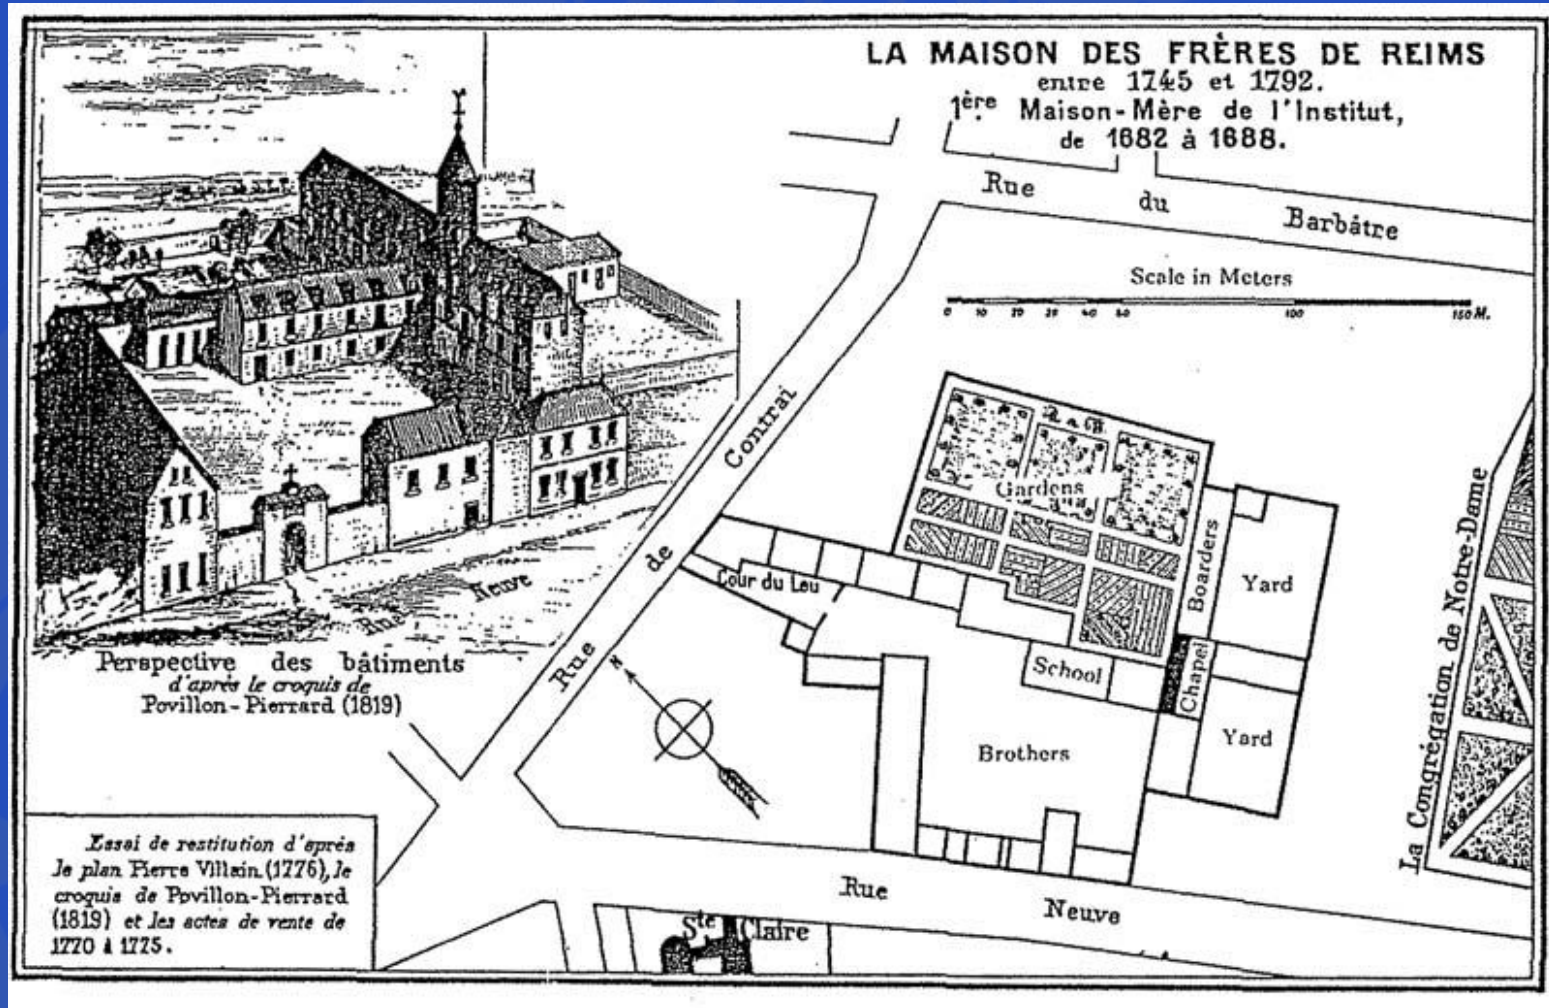 LA MAISON DES FRÈRES DE REIMS
entre 1745 et 1792.
1ère Maison-Mère de l'Institut,
de 1682 à 1688.
Rue du Barbâtre
Scale in Meters
0 10 20 30 40 50 100 150 M.
Rue de Contrai
Gardens
Boarders
Yard
Cour du Leu
School
Chapel
Yard
Brothers
La Congrégation de Notre-Dame
N
Rue Neuve
Perspective des bâtiments
d'après le croquis de
Povillon-Pierrard (1819)
Essai de restitution d'après
le plan Pierre Villain (1776), le
croquis de Povillon-Pierrard
(1819) et les actes de vente de
1770 à 1775.
Rue Neuve
Ste Claire